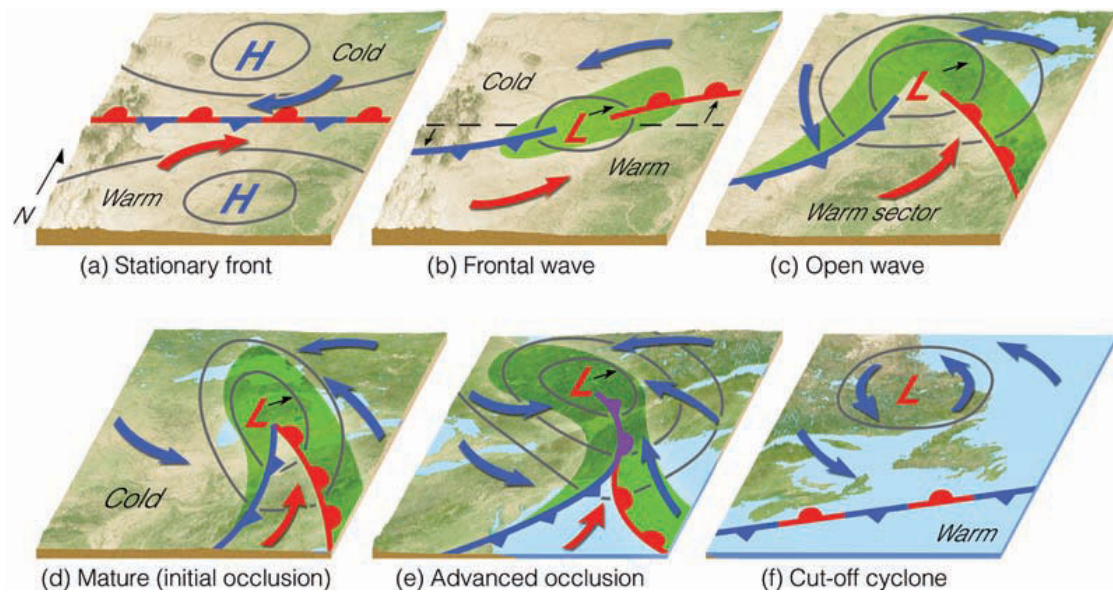 H
Cold
Warm
H
N
(a) Stationary front
Cold
L
Warm
(b) Frontal wave
L
Warm sector
(c) Open wave
L
Cold
(d) Mature (initial occlusion)
L
(e) Advanced occlusion
L
Warm
(f) Cut-off cyclone